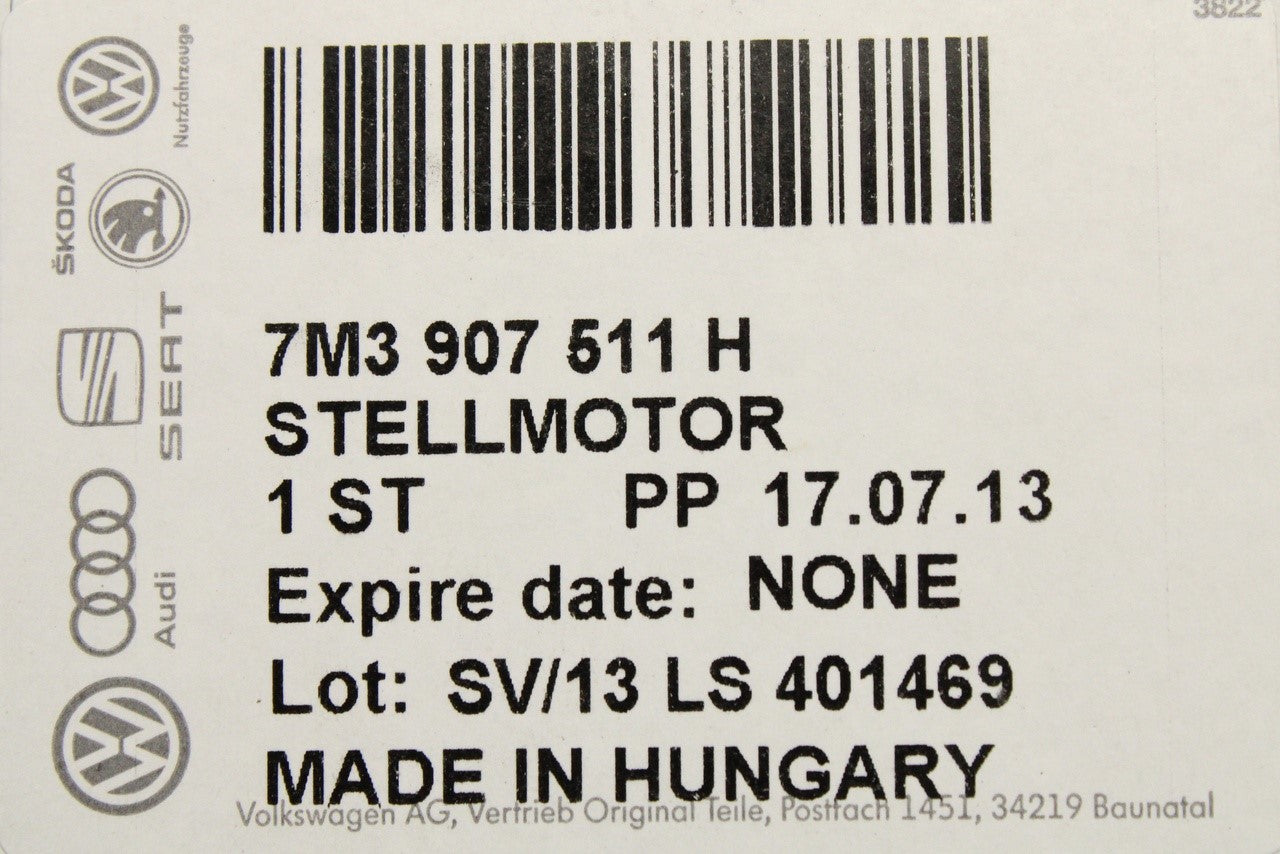 3822
Nutzfahrzeuge
ŠKODA
SEAT
Audi
7M3 907 511 H
STELLMOTOR
1 ST PP 17.07.13
Expire date: NONE
Lot: SV/13 LS 401469
MADE IN HUNGARY
Volkswagen AG, Vertrieb Original Teile, Postfach 1451, 34219 Baunatal